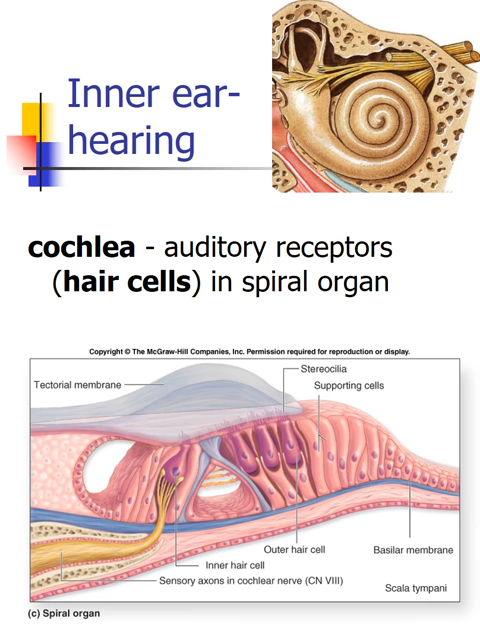 Inner ear-
hearing
cochlea - auditory receptors
(hair cells) in spiral organ
Copyright © The McGraw-Hill Companies, Inc. Permission required for reproduction or display.
Tectorial membrane
Stereocilia
Supporting cells
Outer hair cell
Basilar membrane
Inner hair cell
Sensory axons in cochlear nerve (CN VIII)
Scala tympani
(c) Spiral organ